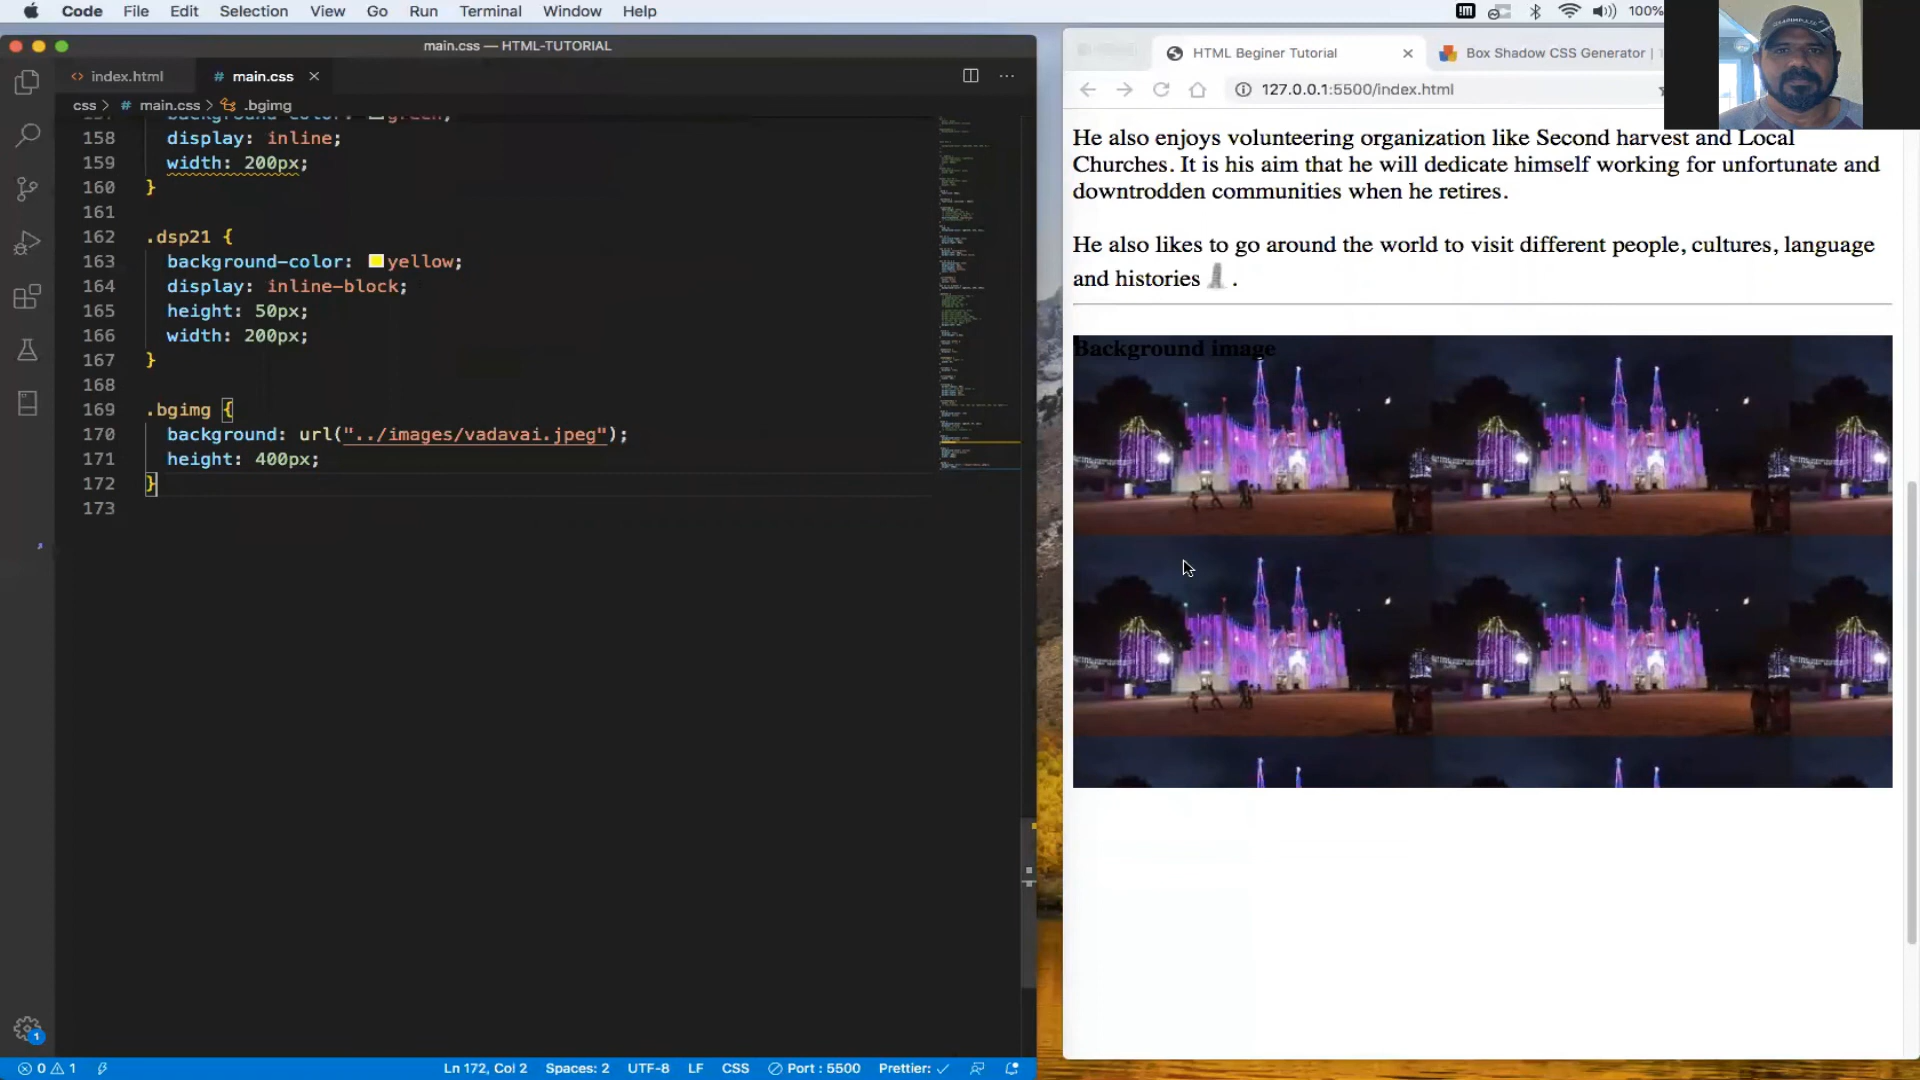 Code File Edit Selection View Go Run Terminal Window Help
100%
main.css — HTML-TUTORIAL
index.html
# main.css
css > # main.css > .bgimg
157 background-color: green;
158 display: inline;
159 width: 200px;
160 }
161
162 .dsp21 {
163 background-color: yellow;
164 display: inline-block;
165 height: 50px;
166 width: 200px;
167 }
168
169 .bgimg {
170 background: url("../images/vadavai.jpeg");
171 height: 400px;
172 }
173
0 1
1
Ln 172, Col 2 Spaces: 2 UTF-8 LF CSS Port : 5500 Prettier: ✓
HTML Beginer Tutorial
Box Shadow CSS Generator |
127.0.0.1:5500/index.html
He also enjoys volunteering organization like Second harvest and Local
Churches. It is his aim that he will dedicate himself working for unfortunate and
downtrodden communities when he retires.
He also likes to go around the world to visit different people, cultures, language
and histories .
Background image